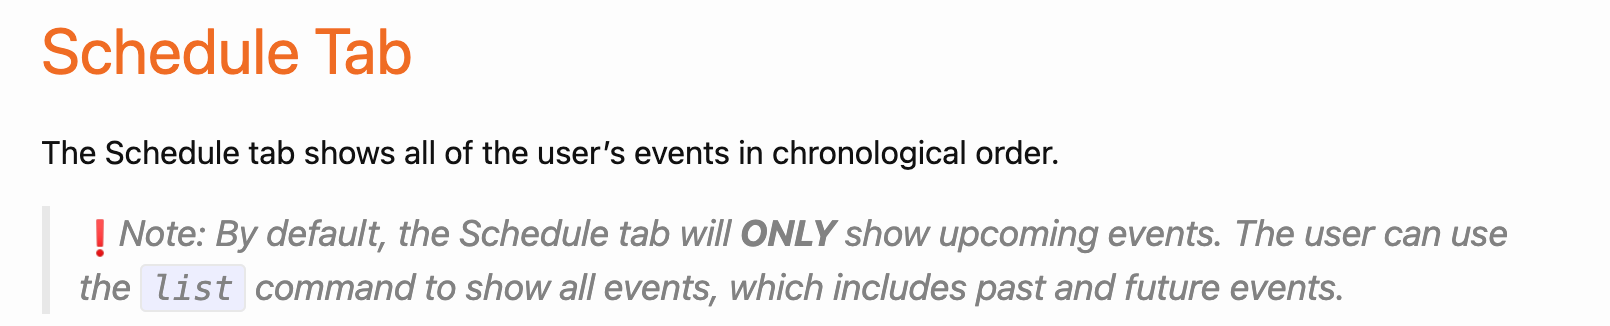 Schedule Tab
The Schedule tab shows all of the user’s events in chronological order.
❗Note: By default, the Schedule tab will ONLY show upcoming events. The user can use
the list command to show all events, which includes past and future events.